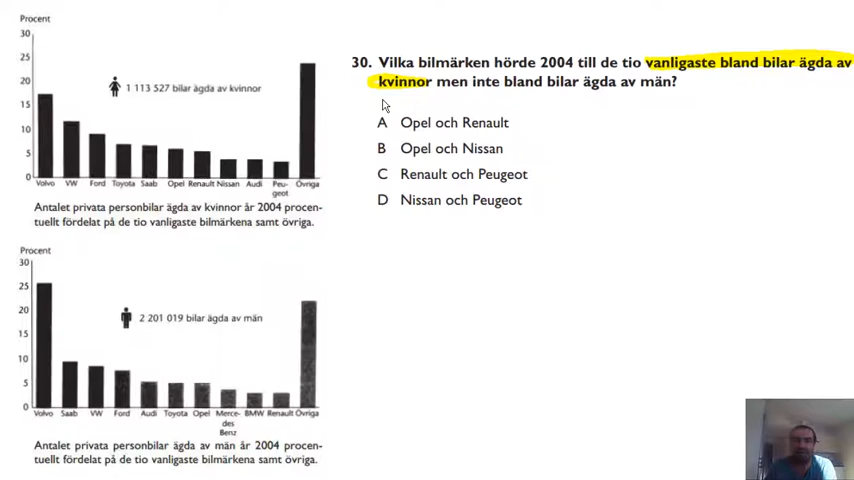 Procent
30
25
20
15
10
5
0
1 113 527 bilar ägda av kvinnor
Volvo VW Ford Toyota Saab Opel Renault Nissan Audi Peu-
geot
Övriga
Antalet privata personbilar ägda av kvinnor år 2004 procen-
tuellt fördelat på de tio vanligaste bilmärkena samt övriga.
Procent
30
25
20
15
10
5
0
2 201 019 bilar ägda av män
Volvo Saab VW Ford Audi Toyota Opel Merce-
des
Benz
BMW Renault Övriga
Antalet privata personbilar ägda av män år 2004 procen-
tuellt fördelat på de tio vanligaste bilmärkena samt övriga.
30. Vilka bilmärken hörde 2004 till de tio vanligaste bland bilar ägda av
kvinnor men inte bland bilar ägda av män?
A Opel och Renault
B Opel och Nissan
C Renault och Peugeot
D Nissan och Peugeot